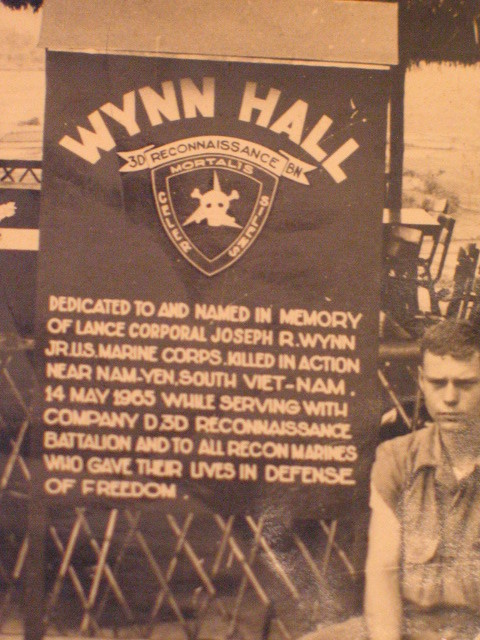 WYNN HALL
3D RECONNAISSANCE BN
MORTALIS
CELER
SILENS
DEDICATED TO AND NAMED IN MEMORY
OF LANCE CORPORAL JOSEPH R. WYNN
JR. U.S. MARINE CORPS. KILLED IN ACTION
NEAR NAM-YEN, SOUTH VIET-NAM.
14 MAY 1965 WHILE SERVING WITH
COMPANY D, 3D RECONNAISSANCE
BATTALION AND TO ALL RECON MARINES
WHO GAVE THEIR LIVES IN DEFENSE
OF FREEDOM.